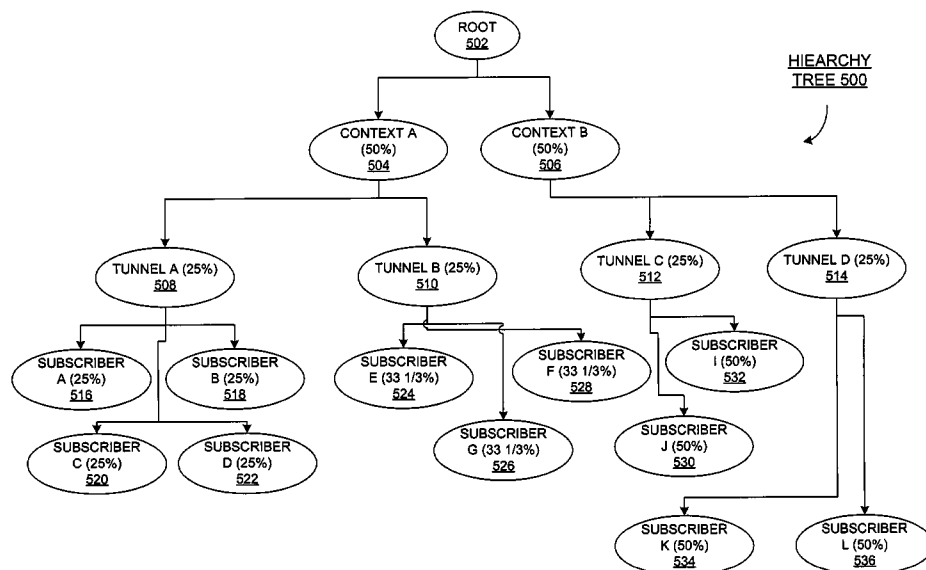 ROOT
502
HIEARCHY
TREE 500
CONTEXT A
(50%)
504
CONTEXT B
(50%)
506
TUNNEL A (25%)
508
TUNNEL B (25%)
510
TUNNEL C (25%)
512
TUNNEL D (25%)
514
SUBSCRIBER
A (25%)
516
SUBSCRIBER
B (25%)
518
SUBSCRIBER
E (33 1/3%)
524
SUBSCRIBER
F (33 1/3%)
528
SUBSCRIBER
I (50%)
532
SUBSCRIBER
C (25%)
520
SUBSCRIBER
D (25%)
522
SUBSCRIBER
G (33 1/3%)
526
SUBSCRIBER
J (50%)
530
SUBSCRIBER
K (50%)
534
SUBSCRIBER
L (50%)
536